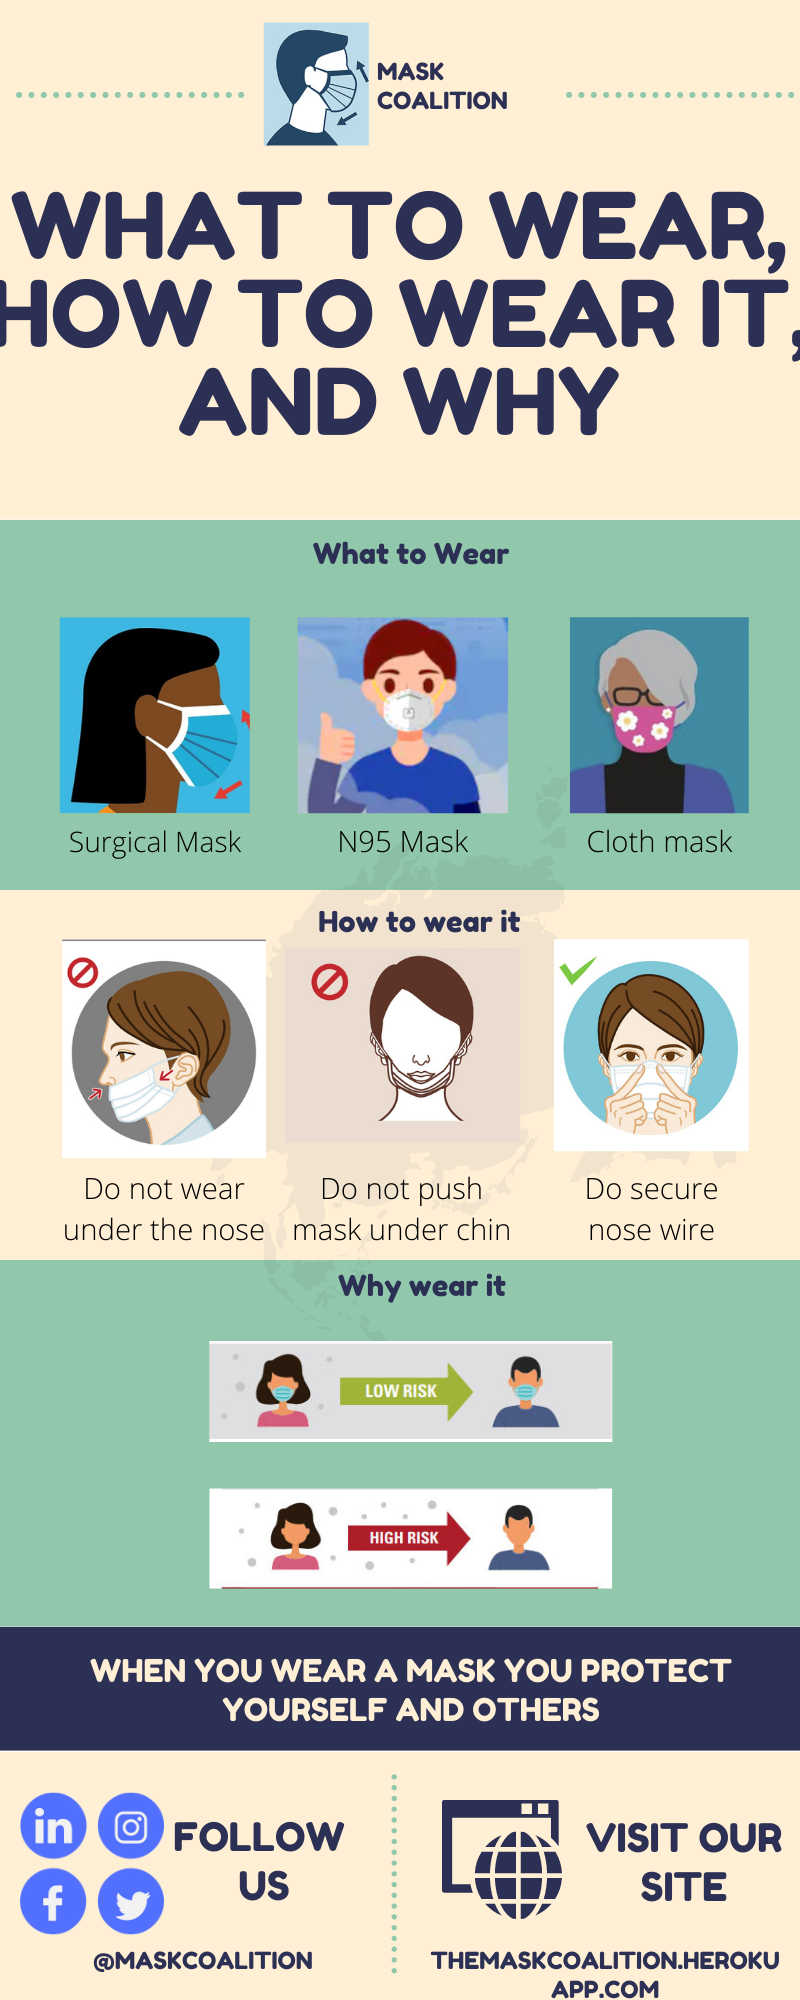 MASK
COALITION
WHAT TO WEAR,
HOW TO WEAR IT,
AND WHY
What to Wear
Surgical Mask
N95 Mask
Cloth mask
How to wear it
Do not wear
under the nose
Do not push
mask under chin
Do secure
nose wire
Why wear it
LOW RISK
HIGH RISK
WHEN YOU WEAR A MASK YOU PROTECT
YOURSELF AND OTHERS
in
f
FOLLOW
US
@MASKCOALITION
VISIT OUR
SITE
THEMASKCOALITION.HEROKU
APP.COM